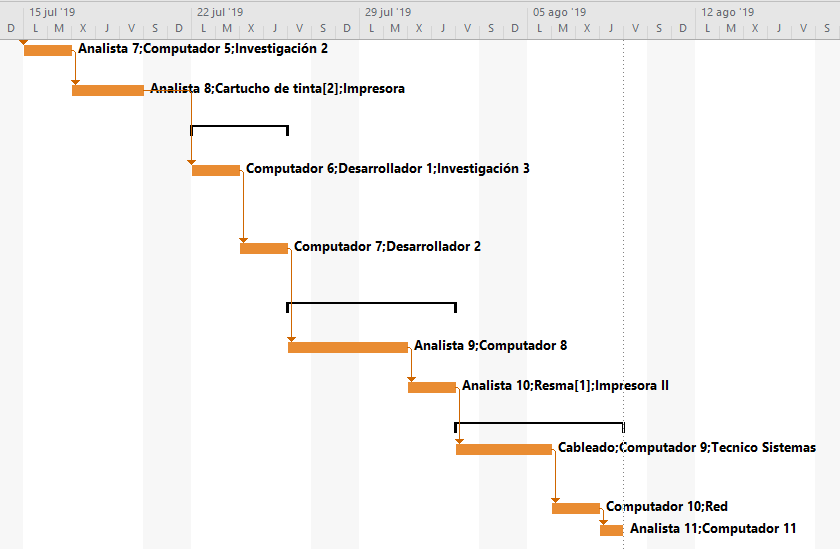 15 jul '19 22 jul '19 29 jul '19 05 ago '19 12 ago '19
D L M X J V S D L M X J V S D L M X J V S D L M X J V S D L M X J V S
Analista 7;Computador 5;Investigación 2
Analista 8;Cartucho de tinta[2];Impresora
Computador 6;Desarrollador 1;Investigación 3
Computador 7;Desarrollador 2
Analista 9;Computador 8
Analista 10;Resma[1];Impresora II
Cableado;Computador 9;Tecnico Sistemas
Computador 10;Red
Analista 11;Computador 11